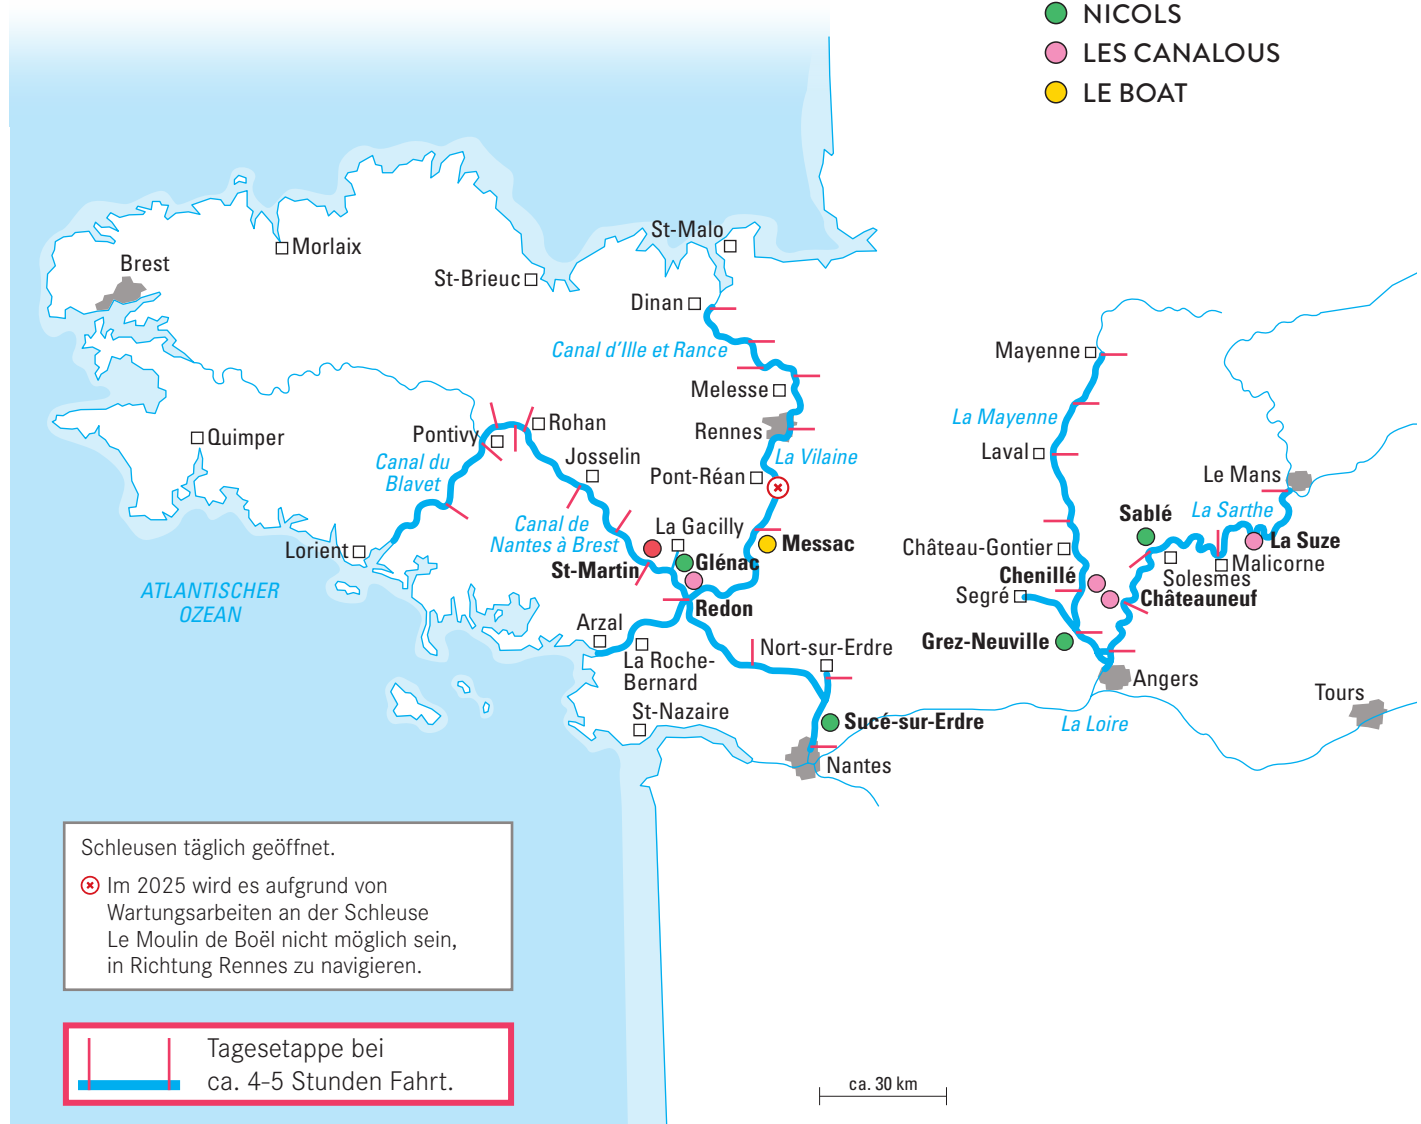 NICOLS
LES CANALOUS
LE BOAT
St-Malo
Morlaix
Brest
St-Brieuc
Dinan
Canal d'Ille et Rance
Mayenne
Melesse
La Mayenne
Rohan
Rennes
Pontivy
Quimper
Laval
Josselin
La Vilaine
Canal du
Blavet
Pont-Réan
Le Mans
La Sarthe
Sablé
Canal de
Nantes à Brest
La Gacilly
Messac
La Suze
Lorient
Château-Gontier
Glénac
Malicorne
St-Martin
Chenillé
Solesmes
ATLANTISCHER
OZEAN
Segré
Châteauneuf
Redon
Arzal
Grez-Neuville
Nort-sur-Erdre
La Roche-
Bernard
Angers
Tours
St-Nazaire
Sucé-sur-Erdre
La Loire
Nantes
Schleusen täglich geöffnet.
Im 2025 wird es aufgrund von
Wartungsarbeiten an der Schleuse
Le Moulin de Boël nicht möglich sein,
in Richtung Rennes zu navigieren.
Tagesetappe bei
ca. 4-5 Stunden Fahrt.
ca. 30 km